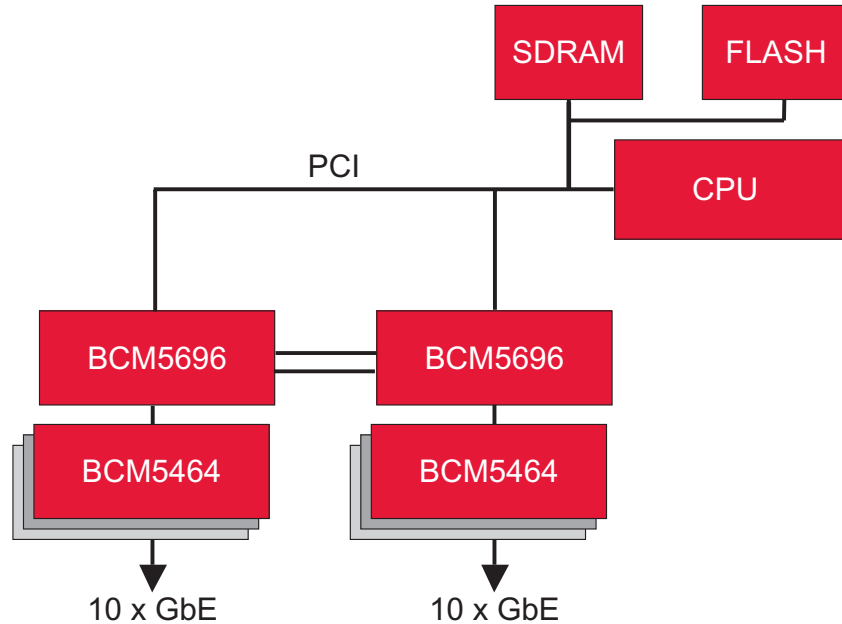 SDRAM
FLASH
PCI
CPU
BCM5696
BCM5696
BCM5464
BCM5464
10 x GbE
10 x GbE